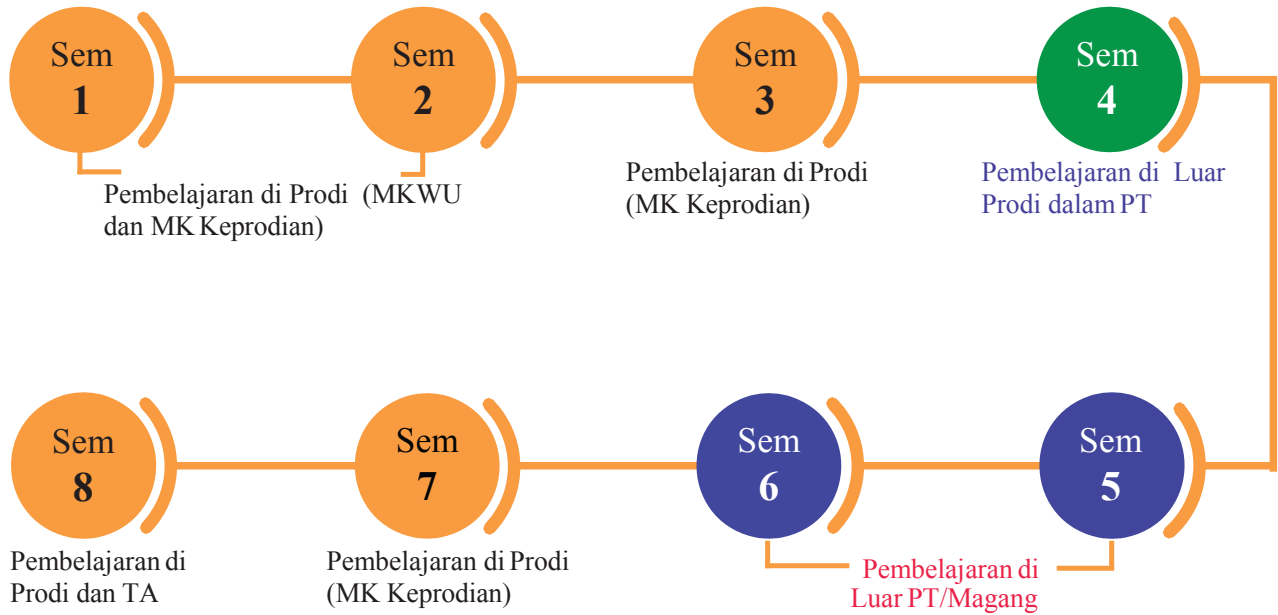 Sem
1
Sem
2
Sem
3
Sem
4
Pembelajaran di Prodi (MKWU
dan MK Keprodian)
Pembelajaran di Prodi
(MK Keprodian)
Pembelajaran di Luar
Prodi dalam PT
Sem
8
Sem
7
Sem
6
Sem
5
Pembelajaran di
Prodi dan TA
Pembelajaran di Prodi
(MK Keprodian)
Pembelajaran di
Luar PT/Magang